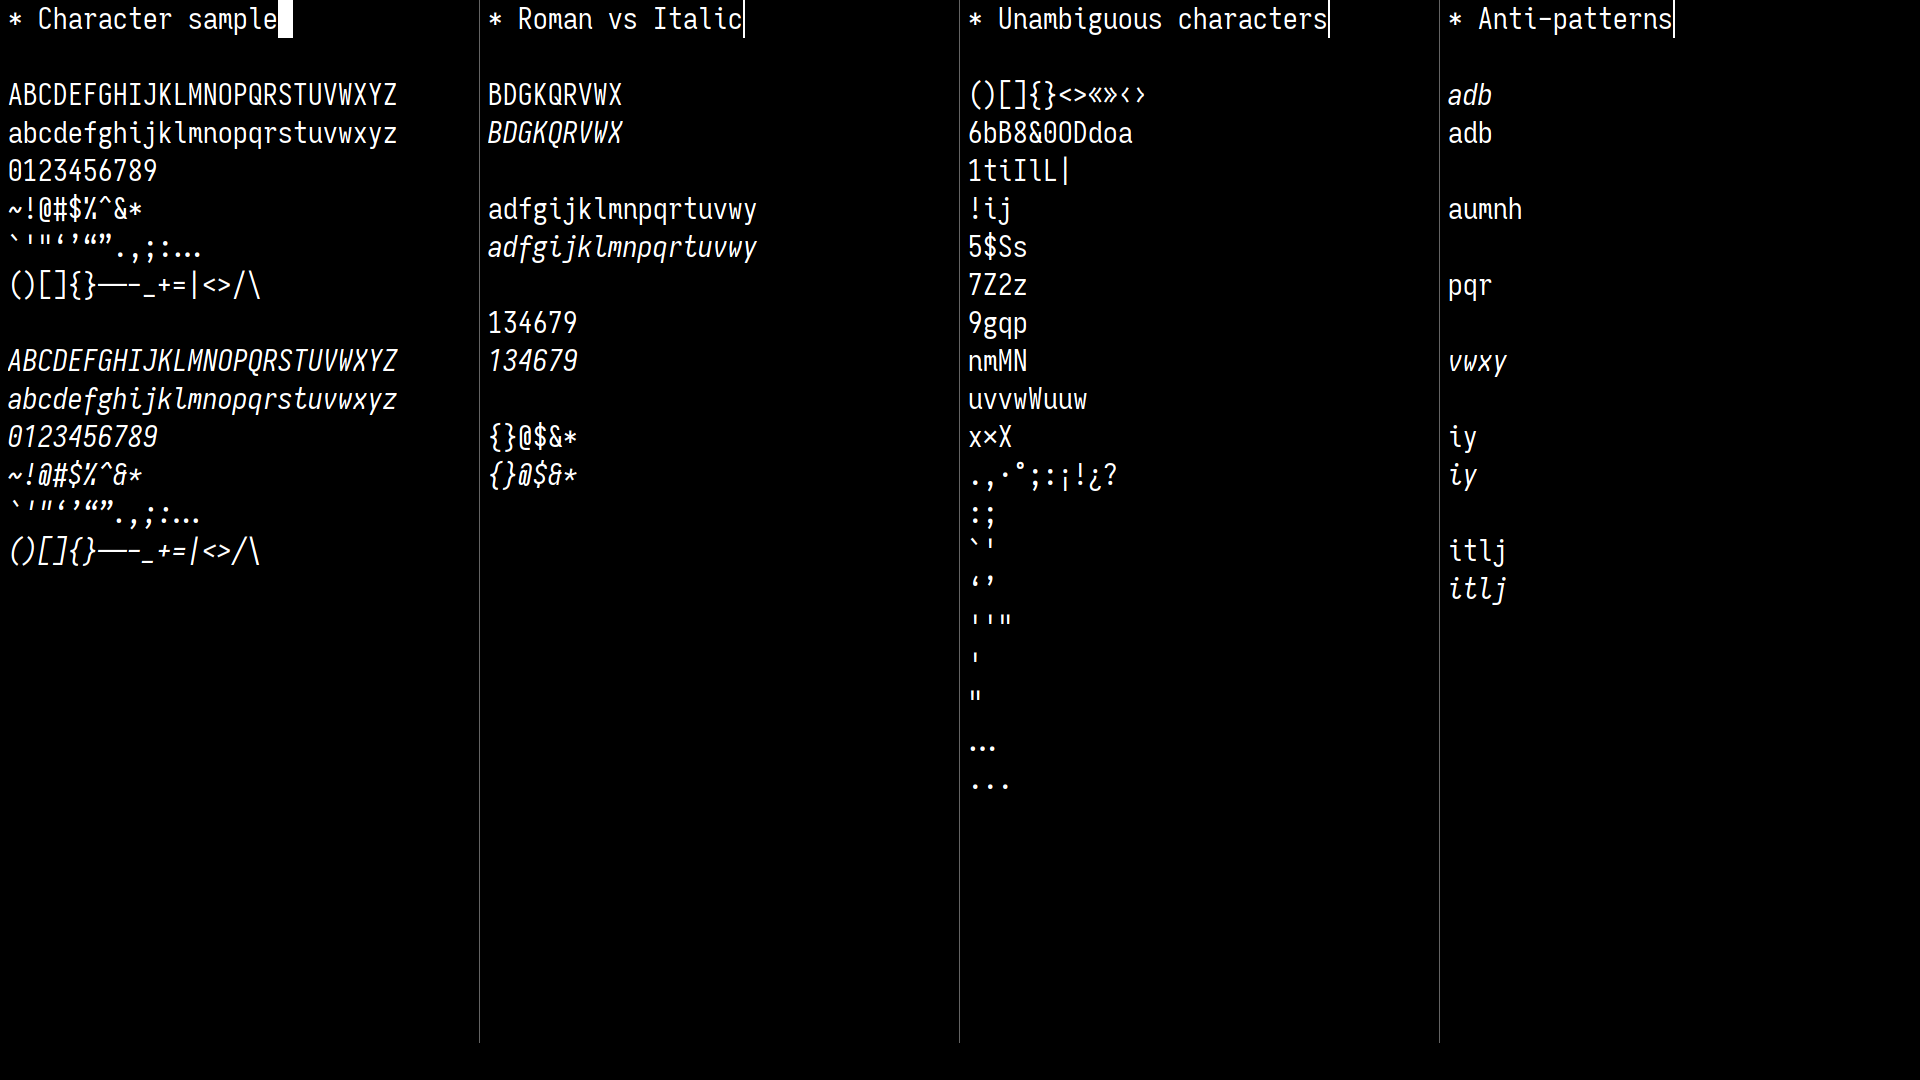 * Character sample
ABCDEFGHIJKLMNOPQRSTUVWXYZ
abcdefghijklmnopqrstuvwxyz
0123456789
~!@#$%^&*
`'"‘’“”.,;:…
()[]{}—–-_+=|<>/\
ABCDEFGHIJKLMNOPQRSTUVWXYZ
abcdefghijklmnopqrstuvwxyz
0123456789
~!@#$%^&*
`'"‘’“”.,;:…
()[]{}—–-_+=|<>/\
* Roman vs Italic
BDGKQRVWX
BDGKQRVWX
adfgijklmnpqrtuvwy
adfgijklmnpqrtuvwy
134679
134679
{}@$&*
{}@$&*
* Unambiguous characters
()[]{}<>«»‹›
6bB8&0ODdoa
1tiIlL|
!ij
5$Ss
7Z2z
9gqp
nmMN
uvvwWuuw
x×X
.,·°;:¡!¿?
:;
`'
‘’
''"
'
"
…
...
* Anti-patterns
adb
adb
aumnh
pqr
vwxy
iy
iy
itlj
itlj